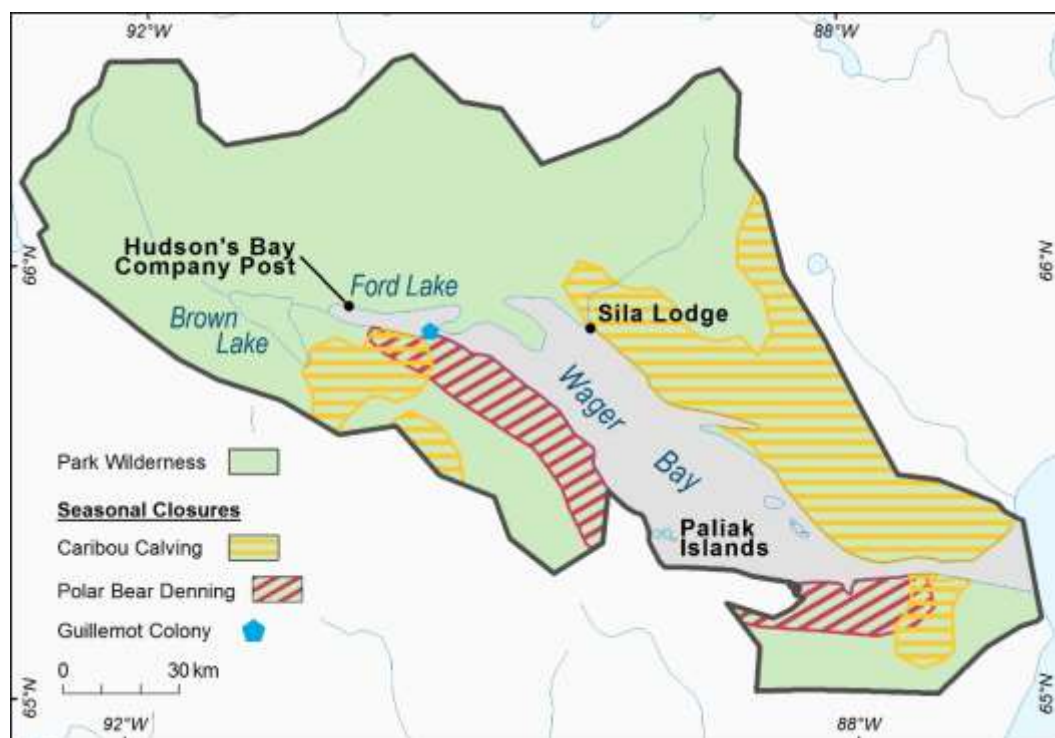 92°W
88°W
66°N
66°N
Hudson's Bay
Company Post
Ford Lake
Brown
Lake
Sila Lodge
Wager
Bay
Paliak
Islands
Park Wilderness
Seasonal Closures
Caribou Calving
Polar Bear Denning
Guillemot Colony
0 30 km
65°N
65°N
92°W
88°W